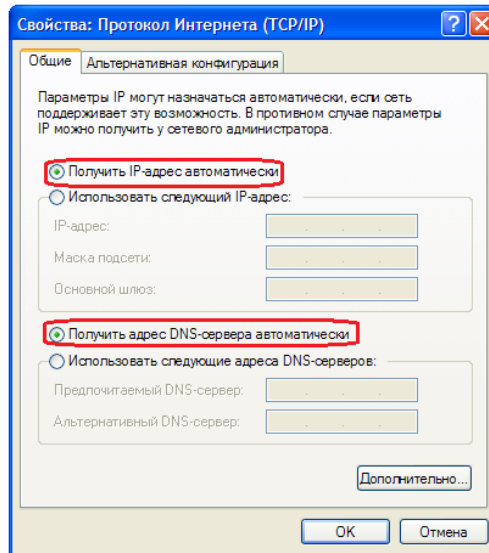 Свойства: Протокол Интернета (TCP/IP)
Общие Альтернативная конфигурация
Параметры IP могут назначаться автоматически, если сеть
поддерживает эту возможность. В противном случае параметры
IP можно получить у сетевого администратора.
Получить IP-адрес автоматически
Использовать следующий IP-адрес:
IP-адрес:
Маска подсети:
Основной шлюз:
Получить адрес DNS-сервера автоматически
Использовать следующие адреса DNS-серверов:
Предпочитаемый DNS-сервер:
Альтернативный DNS-сервер:
Дополнительно...
OK Отмена